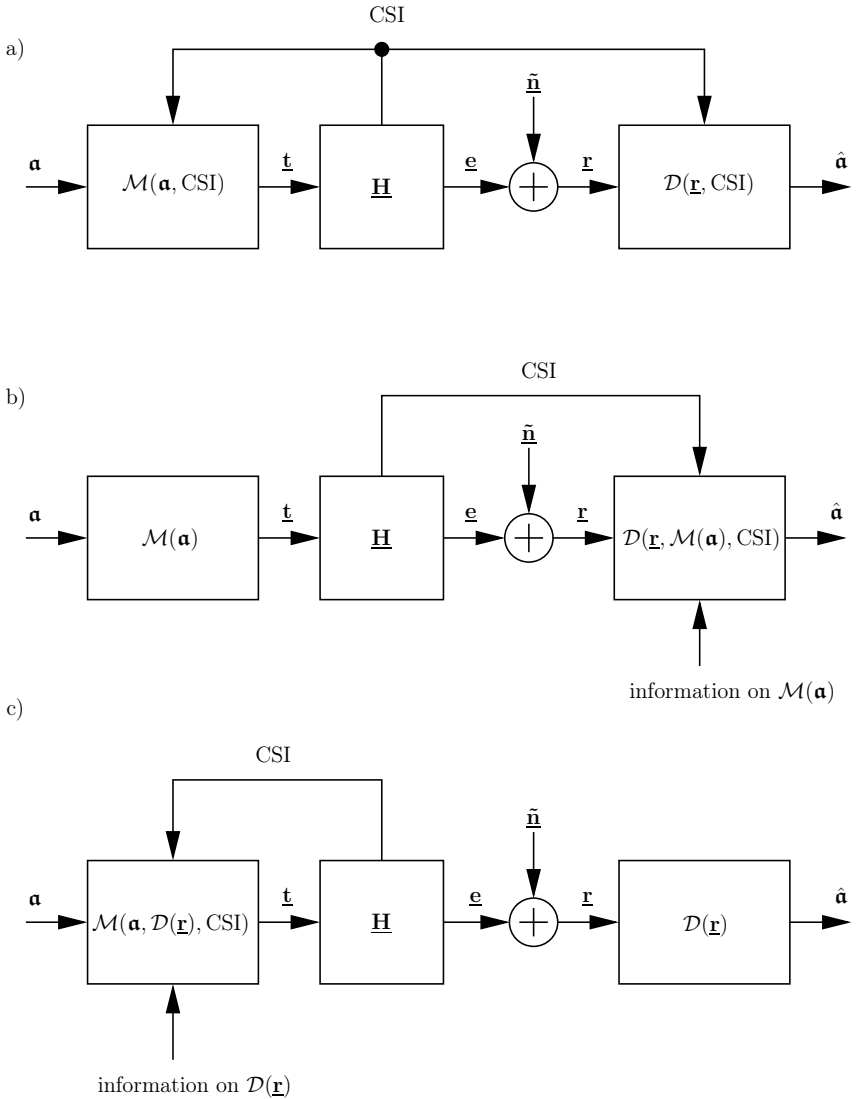 CSI
a)
ñ
𝖆 t e r â
M(𝖆, CSI) H D(r, CSI)
CSI
b)
ñ
𝖆 t e r â
M(𝖆) H D(r, M(𝖆), CSI)
information on M(𝖆)
c)
CSI
ñ
𝖆 t e r â
M(𝖆, D(r), CSI) H D(r)
information on D(r)